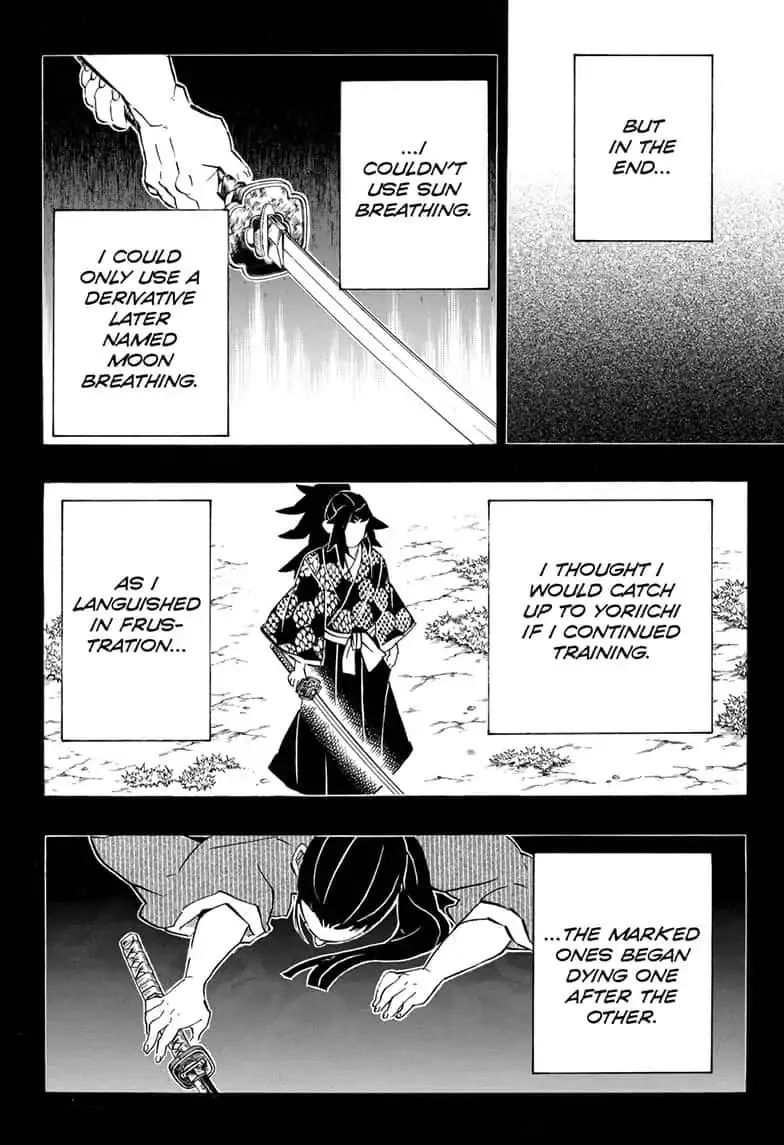 BUT
IN THE
END...
...I
COULDN'T
USE SUN
BREATHING.
I COULD
ONLY USE A
DERIVATIVE
LATER
NAMED
MOON
BREATHING.
I THOUGHT I
WOULD CATCH
UP TO YORIICHI
IF I CONTINUED
TRAINING.
AS I
LANGUISHED
IN FRUS-
TRATION...
...THE MARKED
ONES BEGAN
DYING ONE
AFTER THE
OTHER.